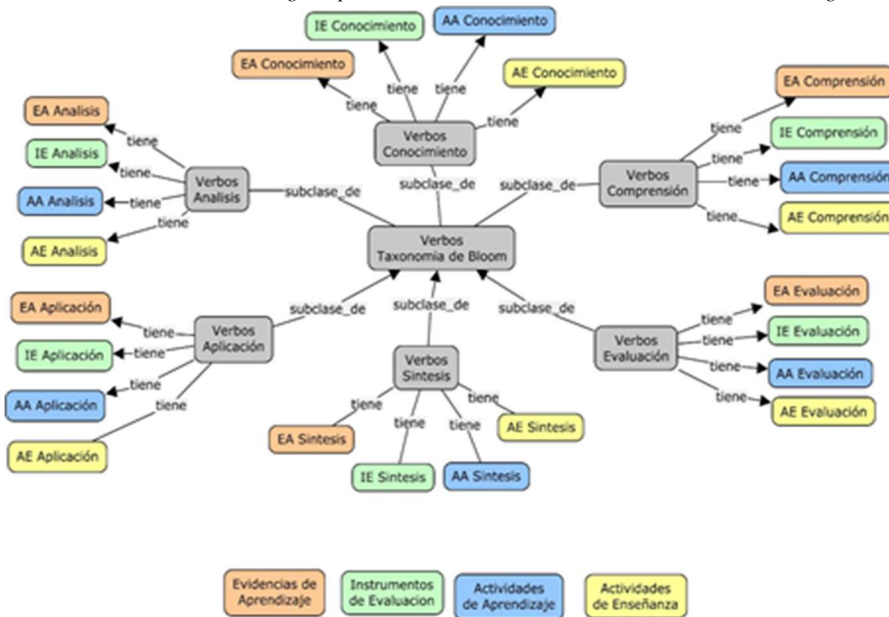 IE Conocimiento
AA Conocimiento
EA Conocimiento
AE Conocimiento
tiene
tiene
tiene
tiene
Verbos
Conocimiento
EA Analisis
IE Analisis
AA Analisis
AE Analisis
tiene
tiene
tiene
tiene
Verbos
Analisis
subclase_de
subclase_de
subclase_de
EA Comprensión
IE Comprensión
AA Comprensión
AE Comprensión
tiene
tiene
tiene
tiene
Verbos
Comprensión
Verbos
Taxonomia de Bloom
EA Aplicación
IE Aplicación
AA Aplicación
AE Aplicación
tiene
tiene
tiene
tiene
Verbos
Aplicación
subclase_de
subclase_de
subclase_de
Verbos
Sintesis
tiene
tiene
tiene
tiene
EA Sintesis
IE Sintesis
AA Sintesis
AE Sintesis
Verbos
Evaluación
tiene
tiene
tiene
tiene
EA Evaluación
IE Evaluación
AA Evaluación
AE Evaluación
Evidencias de
Aprendizaje
Instrumentos
de Evaluacion
Actividades
de Aprendizaje
Actividades
de Enseñanza